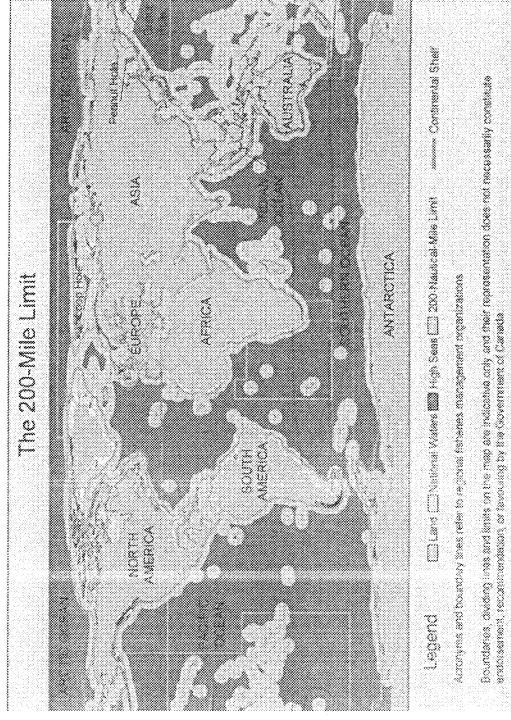 The 200-Mile Limit
ARCTIC OCEAN
ARCTIC OCEAN
Peanut Hole
EUROPE
ASIA
NORTH
AMERICA
PACIFIC
OCEAN
AFRICA
SOUTH
AMERICA
INDIAN
OCEAN
AUSTRALIA
SOUTHERN OCEAN
ANTARCTICA
Legend
Land National Waters High Seas 200-Nautical-Mile Limit Continental Shelf
Acronyms and boundary lines refer to regional fisheries management organizations
Boundaries, dividing lines and limits on the map are indicative only and their representation does not necessarily constitute
endorsement, recommendation, or favouring by the Government of Canada.